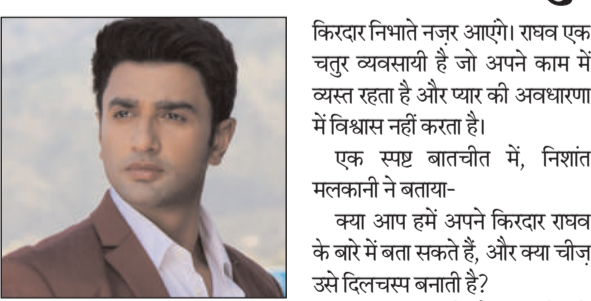 किरदार निभाते नज़र आएंगे। राघव एक
चतुर व्यवसायी है जो अपने काम में
व्यस्त रहता है और प्यार की अवधारणा
में विश्वास नहीं करता है।
एक स्पष्ट बातचीत में, निशांत
मलकानी ने बताया-
क्या आप हमें अपने किरदार राघव
के बारे में बता सकते हैं, और क्या चीज़
उसे दिलचस्प बनाती है?